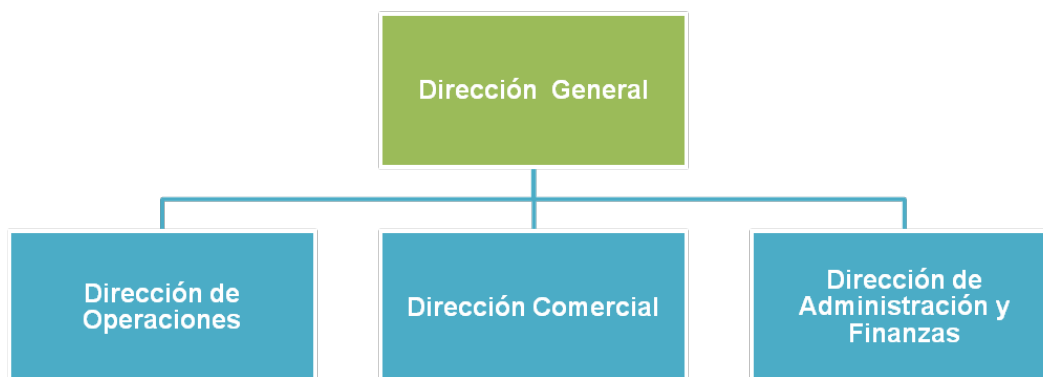 Dirección  General
Dirección de
Operaciones
Dirección Comercial
Dirección de
Administración y
Finanzas